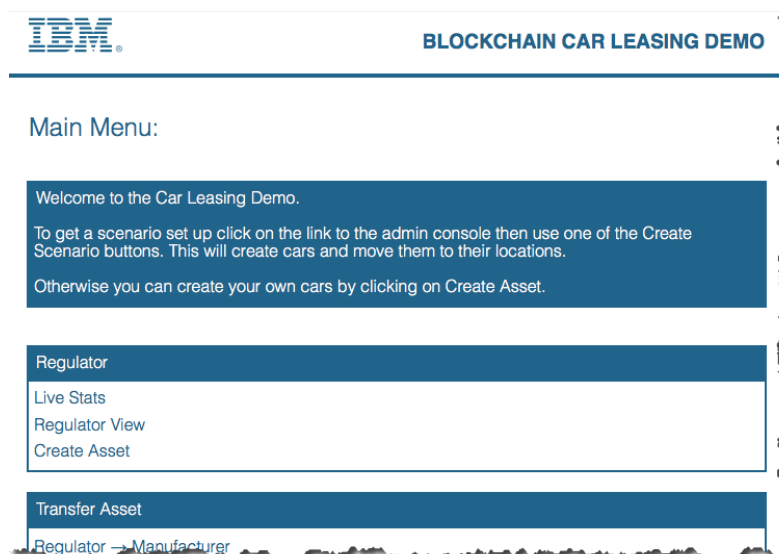 IBM®
BLOCKCHAIN CAR LEASING DEMO
Main Menu:
Welcome to the Car Leasing Demo.
To get a scenario set up click on the link to the admin console then use one of the Create
Scenario buttons. This will create cars and move them to their locations.
Otherwise you can create your own cars by clicking on Create Asset.
Regulator
Live Stats
Regulator View
Create Asset
Transfer Asset
Regulator → Manufacturer